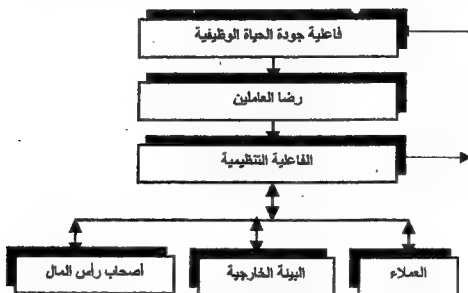 فاعلية جودة الحياة الوظيفية
رضا العاملين
الفاعلية التنظيمية
العملاء
البيئة الخارجية
أصحاب رأس المال